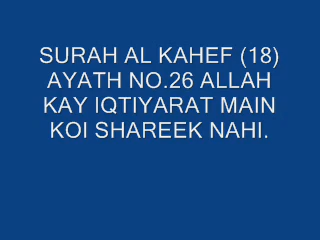 SURAH AL KAHEF (18)
AYATH NO.26 ALLAH
KAY IQTIYARAT MAIN
KOI SHAREEK NAHI.